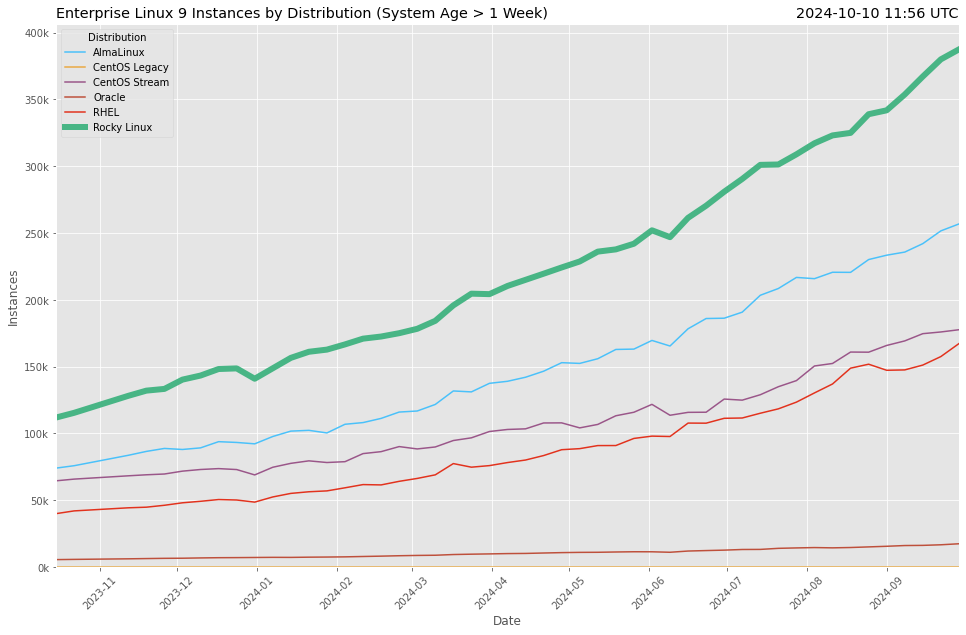 Enterprise Linux 9 Instances by Distribution (System Age > 1 Week)
2024-10-10 11:56 UTC
Distribution
AlmaLinux
CentOS Legacy
CentOS Stream
Oracle
RHEL
Rocky Linux
400k
350k
300k
250k
200k
150k
100k
50k
0k
Instances
2023-11
2023-12
2024-01
2024-02
2024-03
2024-04
2024-05
2024-06
2024-07
2024-08
2024-09
Date